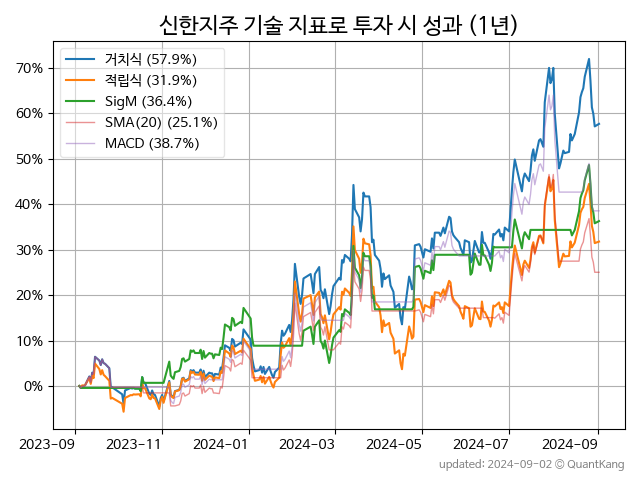 신한지주 기술 지표로 투자 시 성과 (1년)
거치식 (57.9%)
적립식 (31.9%)
SigM (36.4%)
SMA(20) (25.1%)
MACD (38.7%)
70%
60%
50%
40%
30%
20%
10%
0%
2023-09 2023-11 2024-01 2024-03 2024-05 2024-07 2024-09
updated: 2024-09-02 © QuantKang